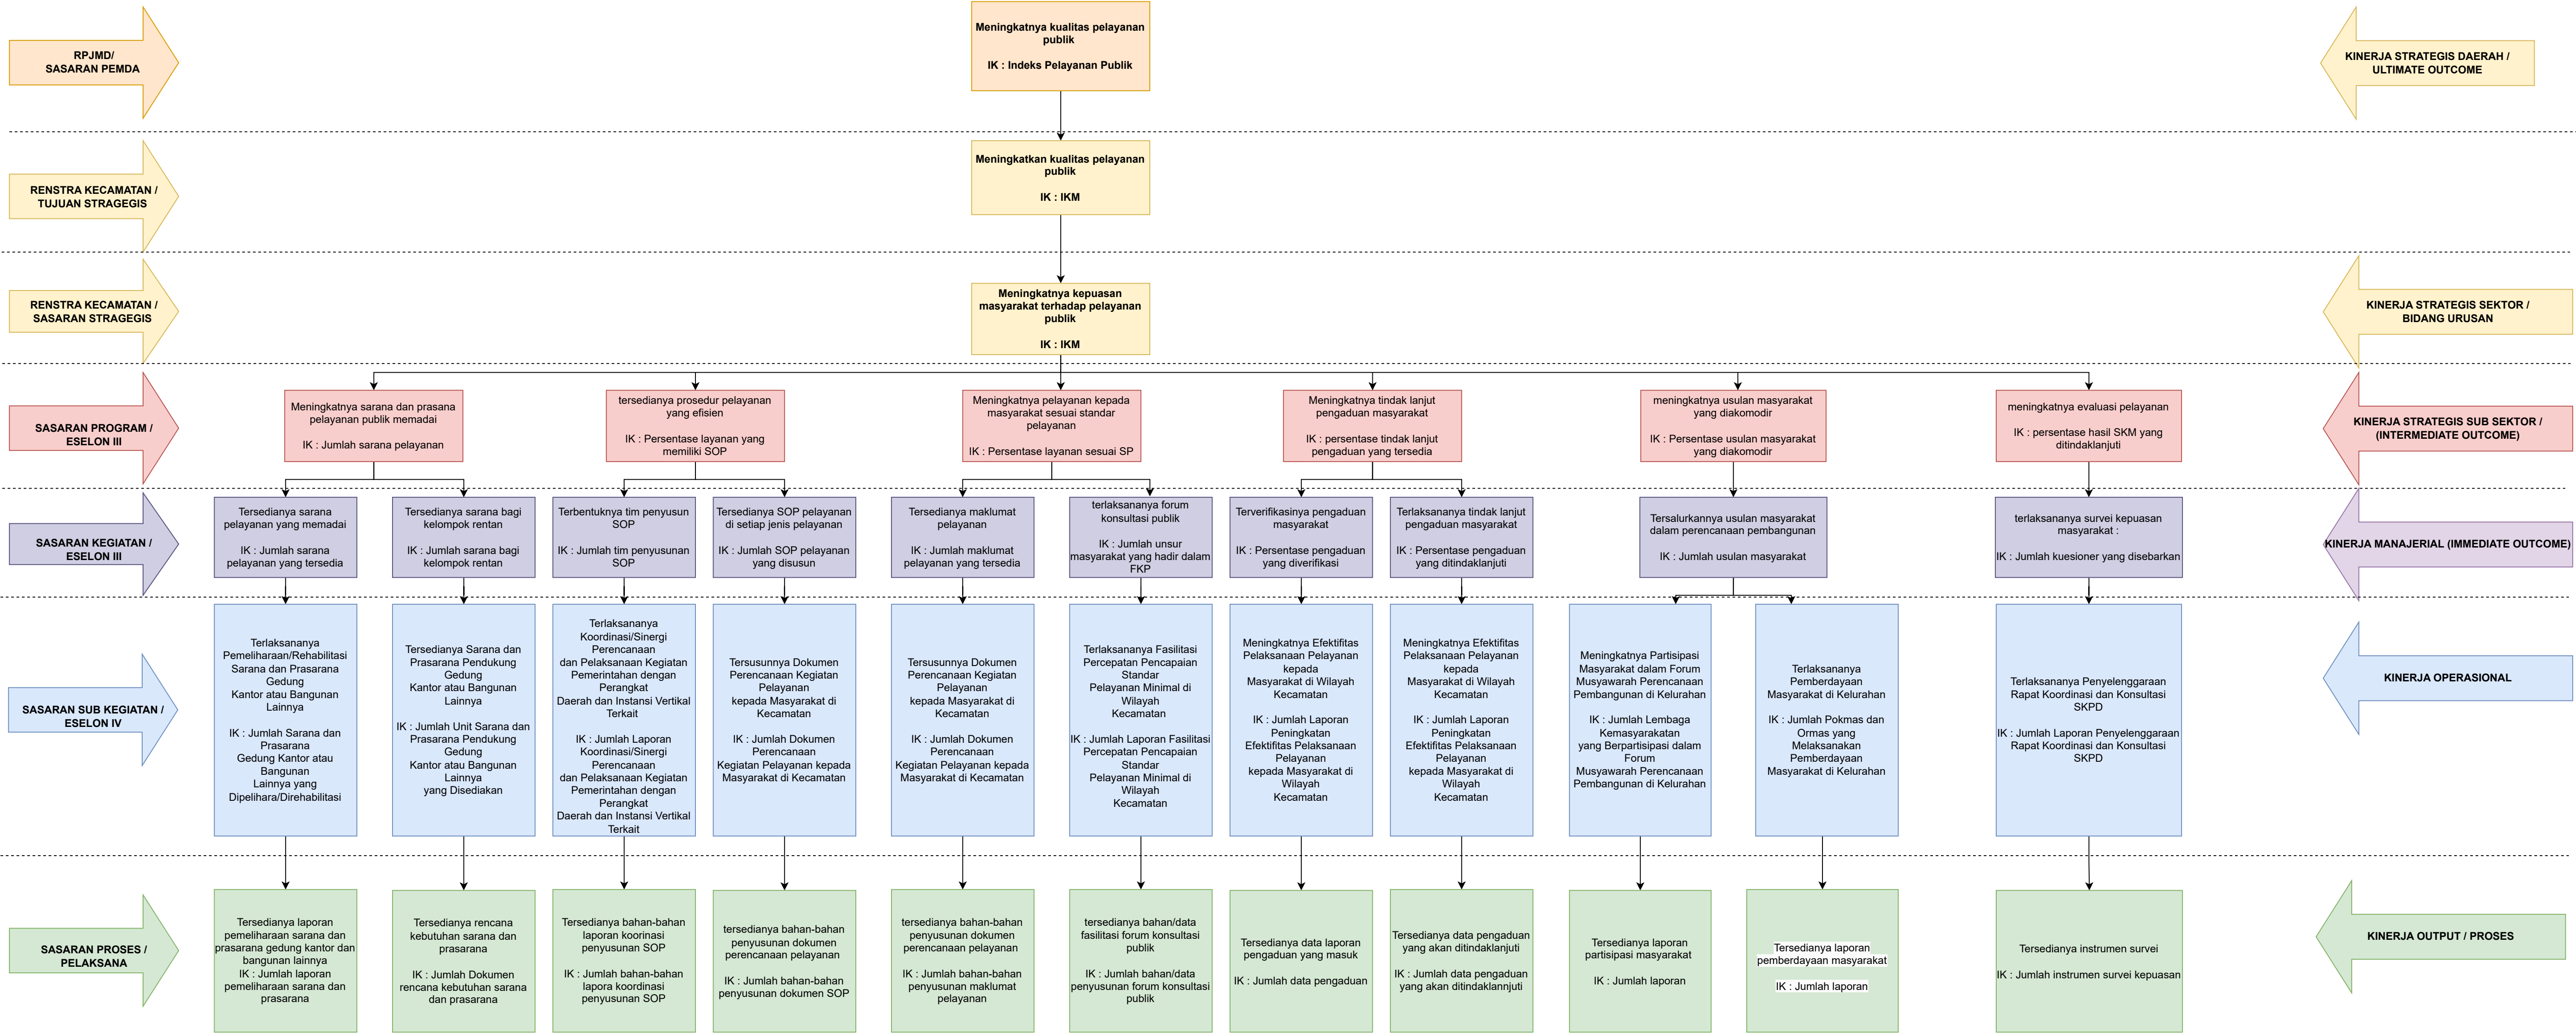 RPJMD/
SASARAN PEMDA
Meningkatnya kualitas pelayanan
publik
IK : Indeks Pelayanan Publik
KINERJA STRATEGIS DAERAH /
ULTIMATE OUTCOME
RENSTRA KECAMATAN /
TUJUAN STRAGEGIS
Meningkatkan kualitas pelayanan
publik
IK : IKM
RENSTRA KECAMATAN /
SASARAN STRAGEGIS
Meningkatnya kepuasan
masyarakat terhadap pelayanan
publik
IK : IKM
KINERJA STRATEGIS SEKTOR /
BIDANG URUSAN
SASARAN PROGRAM /
ESELON III
Meningkatnya sarana dan prasana
pelayanan publik memadai
IK : Jumlah sarana pelayanan
tersedianya prosedur pelayanan
yang efisien
IK : Persentase layanan yang
memiliki SOP
Meningkatnya pelayanan kepada
masyarakat sesuai standar
pelayanan
IK : Persentase layanan sesuai SP
Meningkatnya tindak lanjut
pengaduan masyarakat
IK : persentase tindak lanjut
pengaduan yang tersedia
meningkatnya usulan masyarakat
yang diakomodir
IK : Persentase usulan masyarakat
yang diakomodir
meningkatnya evaluasi pelayanan
IK : persentase hasil SKM yang
ditindaklanjuti
KINERJA STRATEGIS SUB SEKTOR /
(INTERMEDIATE OUTCOME)
SASARAN KEGIATAN /
ESELON III
Tersedianya sarana
pelayanan yang memadai
IK : Jumlah sarana
pelayanan yang tersedia
Tersedianya sarana bagi
kelompok rentan
IK : Jumlah sarana bagi
kelompok rentan
Terbentuknya tim penyusun
SOP
IK : Jumlah tim penyusunan
SOP
Tersedianya SOP pelayanan
di setiap jenis pelayanan
IK : Jumlah SOP pelayanan
yang disusun
Tersedianya maklumat
pelayanan
IK : Jumlah maklumat
pelayanan yang tersedia
terlaksananya forum
konsultasi publik
IK : Jumlah unsur
masyarakat yang hadir dalam
FKP
Terverifikasinya pengaduan
masyarakat
IK : Persentase pengaduan
yang diverifikasi
Terlaksananya tindak lanjut
pengaduan masyarakat
IK : Persentase pengaduan
yang ditindaklanjuti
Tersalurkannya usulan masyarakat
dalam perencanaan pembangunan
IK : Jumlah usulan masyarakat
terlaksananya survei kepuasan
masyarakat :
IK : Jumlah kuesioner yang disebarkan
KINERJA MANAJERIAL (IMMEDIATE OUTCOME)
SASARAN SUB KEGIATAN /
ESELON IV
Terlaksananya
Pemeliharaan/Rehabilitasi
Sarana dan Prasarana
Gedung
Kantor atau Bangunan
Lainnya
IK : Jumlah Sarana dan
Prasarana
Gedung Kantor atau
Bangunan
Lainnya yang
Dipelihara/Direhabilitasi
Tersedianya Sarana dan
Prasarana Pendukung
Gedung
Kantor atau Bangunan
Lainnya
IK : Jumlah Unit Sarana dan
Prasarana Pendukung
Gedung
Kantor atau Bangunan
Lainnya
yang Disediakan
Terlaksananya
Koordinasi/Sinergi
Perencanaan
dan Pelaksanaan Kegiatan
Pemerintahan dengan
Perangkat
Daerah dan Instansi Vertikal
Terkait
IK : Jumlah Laporan
Koordinasi/Sinergi
Perencanaan
dan Pelaksanaan Kegiatan
Pemerintahan dengan
Perangkat
Daerah dan Instansi Vertikal
Terkait
Tersusunnya Dokumen
Perencanaan Kegiatan
Pelayanan
kepada Masyarakat di
Kecamatan
IK : Jumlah Dokumen
Perencanaan
Kegiatan Pelayanan kepada
Masyarakat di Kecamatan
Tersusunnya Dokumen
Perencanaan Kegiatan
Pelayanan
kepada Masyarakat di
Kecamatan
IK : Jumlah Dokumen
Perencanaan
Kegiatan Pelayanan kepada
Masyarakat di Kecamatan
Terlaksananya Fasilitasi
Percepatan Pencapaian
Standar
Pelayanan Minimal di
Wilayah
Kecamatan
IK : Jumlah Laporan Fasilitasi
Percepatan Pencapaian
Standar
Pelayanan Minimal di
Wilayah
Kecamatan
Meningkatnya Efektifitas
Pelaksanaan Pelayanan
kepada
Masyarakat di Wilayah
Kecamatan
IK : Jumlah Laporan
Peningkatan
Efektifitas Pelaksanaan
Pelayanan
kepada Masyarakat di
Wilayah
Kecamatan
Meningkatnya Efektifitas
Pelaksanaan Pelayanan
kepada
Masyarakat di Wilayah
Kecamatan
IK : Jumlah Laporan
Peningkatan
Efektifitas Pelaksanaan
Pelayanan
kepada Masyarakat di
Wilayah
Kecamatan
Meningkatnya Partisipasi
Masyarakat dalam Forum
Musyawarah Perencanaan
Pembangunan di Kelurahan
IK : Jumlah Lembaga
Kemasyarakatan
yang Berpartisipasi dalam
Forum
Musyawarah Perencanaan
Pembangunan di Kelurahan
Terlaksananya
Pemberdayaan
Masyarakat di Kelurahan
IK : Jumlah Pokmas dan
Ormas yang
Melaksanakan
Pemberdayaan
Masyarakat di Kelurahan
Terlaksananya Penyelenggaraan
Rapat Koordinasi dan Konsultasi
SKPD
IK : Jumlah Laporan Penyelenggaraan
Rapat Koordinasi dan Konsultasi
SKPD
KINERJA OPERASIONAL
SASARAN PROSES /
PELAKSANA
Tersedianya laporan
pemeliharaan sarana dan
prasarana gedung kantor dan
bangunan lainnya
IK : Jumlah laporan
pemeliharaan sarana dan
prasarana
Tersedianya rencana
kebutuhan sarana dan
prasarana
IK : Jumlah Dokumen
rencana kebutuhan sarana
dan prasarana
Tersedianya bahan-bahan
laporan koorinasi
penyusunan SOP
IK : Jumlah bahan-bahan
lapora koordinasi
penyusunan SOP
tersedianya bahan-bahan
penyusunan dokumen
perencanaan pelayanan
IK : Jumlah bahan-bahan
penyusunan dokumen SOP
tersedianya bahan-bahan
penyusunan dokumen
perencanaan pelayanan
IK : Jumlah bahan-bahan
penyusunan maklumat
pelayanan
tersedianya bahan/data
fasilitasi forum konsultasi
publik
IK : Jumlah bahan/data
penyusunan forum konsultasi
publik
Tersedianya data laporan
pengaduan yang masuk
IK : Jumlah data pengaduan
Tersedianya data pengaduan
yang akan ditindaklanjuti
IK : Jumlah data pengaduan
yang akan ditindaklannjuti
Tersedianya laporan
partisipasi masyarakat
IK : Jumlah laporan
Tersedianya laporan
pemberdayaan masyarakat
IK : Jumlah laporan
Tersedianya instrumen survei
IK : Jumlah instrumen survei kepuasan
KINERJA OUTPUT / PROSES